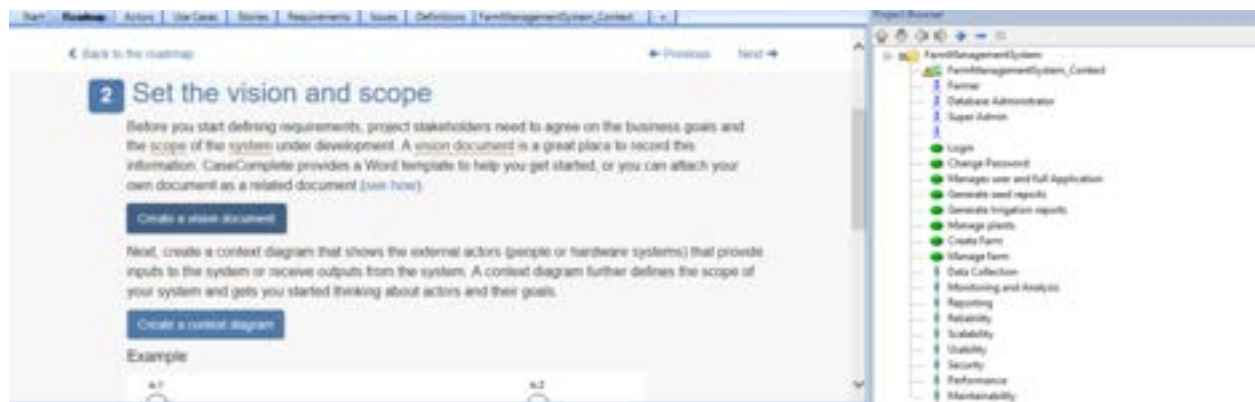 Start Roadmap Actors Use Cases Stories Requirements Issues Definitions FarmManagementSystem_Context +
Back to the roadmap Previous Next
2 Set the vision and scope
Before you start defining requirements, project stakeholders need to agree on the business goals and
the scope of the system under development. A vision document is a great place to record this
information. CaseComplete provides a Word template to help you get started, or you can attach your
own document as a related document (see how).
Create a vision document
Next, create a context diagram that shows the external actors (people or hardware systems) that provide
inputs to the system or receive outputs from the system. A context diagram further defines the scope of
your system and gets you started thinking about actors and their goals.
Create a context diagram
Example
A-1 A-2
Project Browser
FarmManagementSystem
FarmManagementSystem_Context
Farmer
Database Administrator
Super Admin
Login
Change Password
Manages user and full Application
Generate seed reports
Generate Irrigation reports
Manage plants
Create Farm
Manage farm
Data Collection
Monitoring and Analysis
Reporting
Reliability
Scalability
Usability
Security
Performance
Maintainability